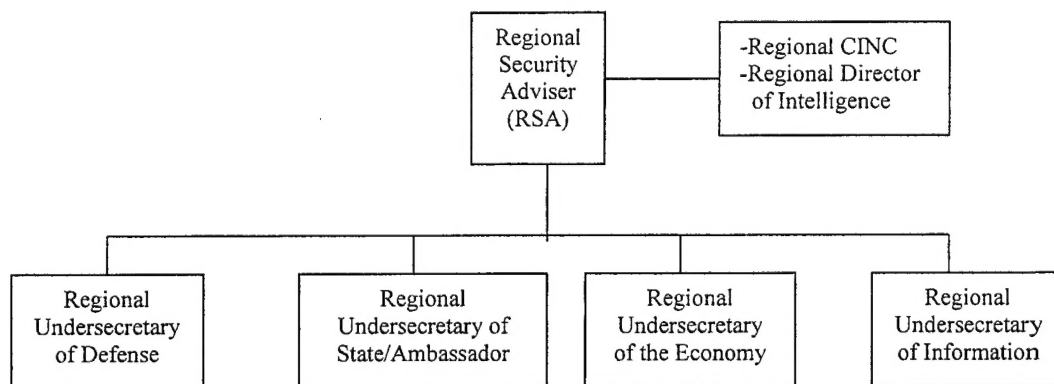 Regional
Security
Adviser
(RSA)
-Regional CINC
-Regional Director
of Intelligence
Regional
Undersecretary
of Defense
Regional
Undersecretary of
State/Ambassador
Regional
Undersecretary
of the Economy
Regional
Undersecretary
of Information